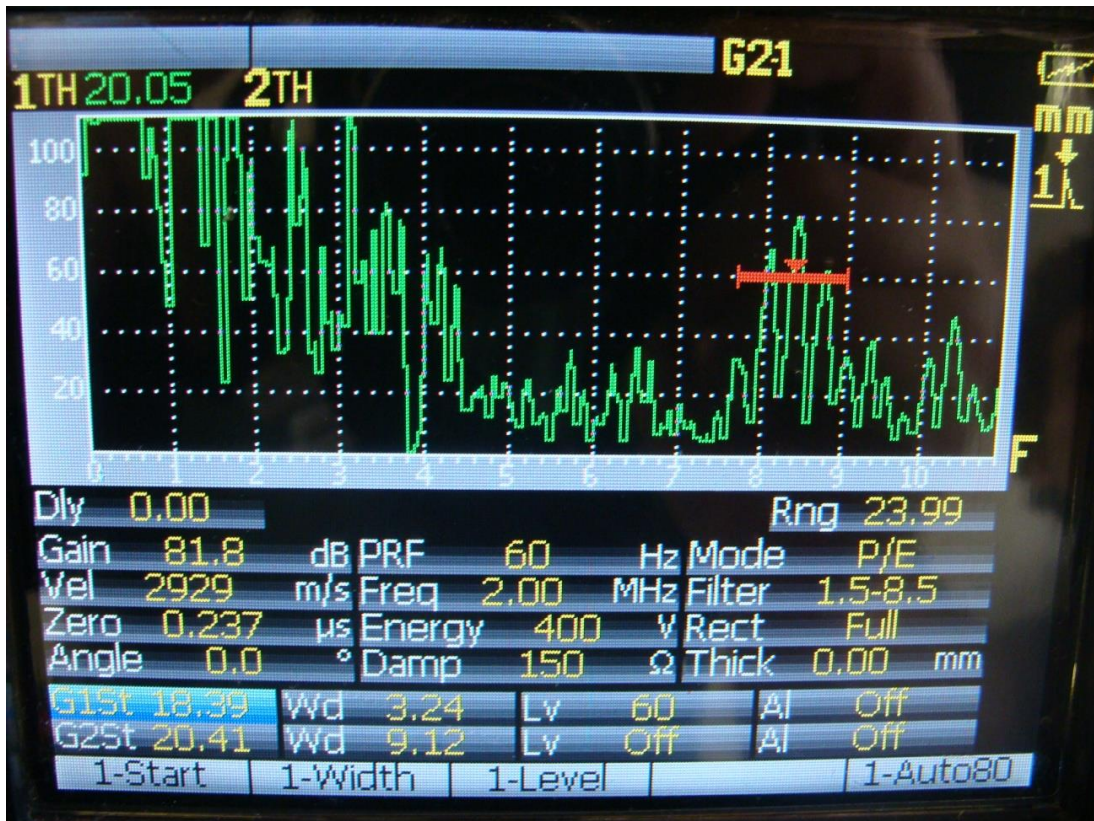 G2-1
1TH 20.05 2TH
mm
100
1
80
60
40
20
F
0 1 2 3 4 5 6 7 8 9 10
Dly 0.00 Rng 23.99
Gain 81.8 dB PRF 60 Hz Mode P/E
Vel 2929 m/s Freq 2.00 MHz Filter 1.5-8.5
Zero 0.237 µs Energy 400 V Rect Full
Angle 0.0 ° Damp 150 Ω Thick 0.00 mm
G1St 18.39 Wd 3.24 Lv 60 Al Off
G2St 20.41 Wd 9.12 Lv Off Al Off
1-Start 1-Width 1-Level 1-Auto80